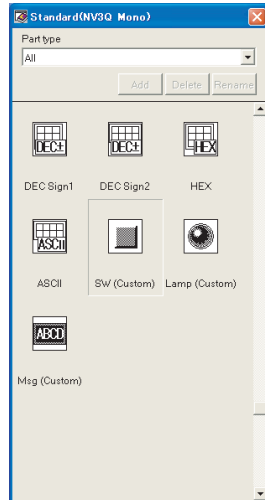 Standard(NV3Q Mono)
Part type
All
Add Delete Rename
DEC± DEC± HEX
DEC Sign1 DEC Sign2 HEX
ASCII
ASCII SW (Custom) Lamp (Custom)
ABCD
Msg (Custom)